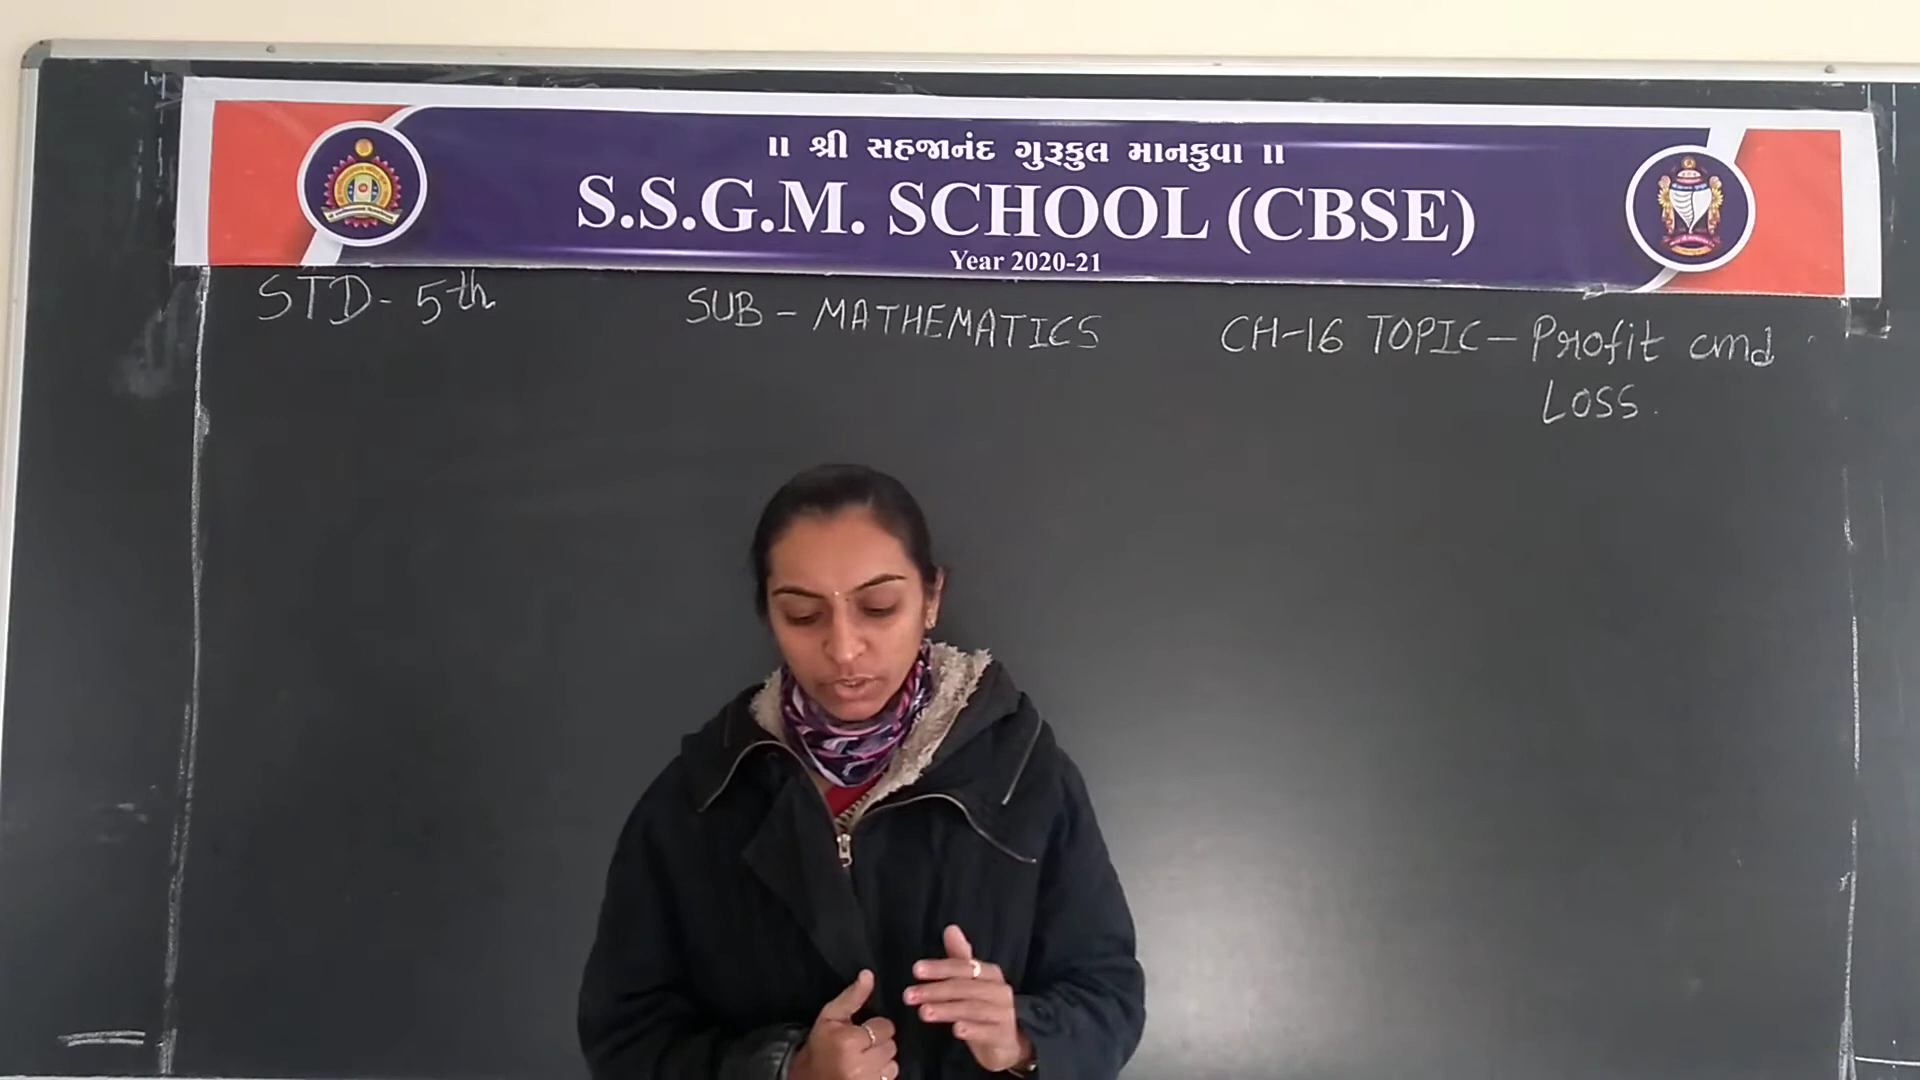 ॥ શ્રી સહજાનંદ ગુરૂકુલ માનકુવા ॥
S.S.G.M. SCHOOL (CBSE)
Year 2020-21
STD- 5th
SUB - MATHEMATICS
CH-16 TOPIC - Profit and
Loss.